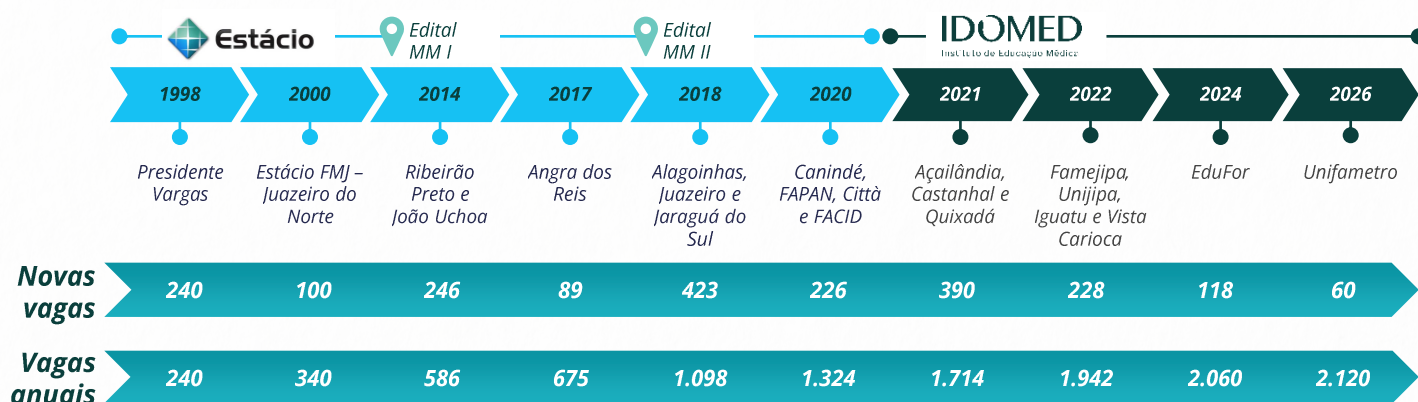 Estácio
Edital
MM I
Edital
MM II
IDOMED
Instituto de Educação Médica
1998 2000 2014 2017 2018 2020 2021 2022 2024 2026
Presidente
Vargas
Estácio FMJ –
Juazeiro do
Norte
Ribeirão
Preto e
João Uchoa
Angra dos
Reis
Alagoinhas,
Juazeiro e
Jaraguá do
Sul
Canindé,
FAPAN, Città
e FACID
Açailândia,
Castanhal e
Quixadá
Famejipa,
Unijipa,
Iguatu e Vista
Carioca
EduFor
Unifametro
Novas
vagas
240 100 246 89 423 226 390 228 118 60
Vagas
anuais
240 340 586 675 1.098 1.324 1.714 1.942 2.060 2.120